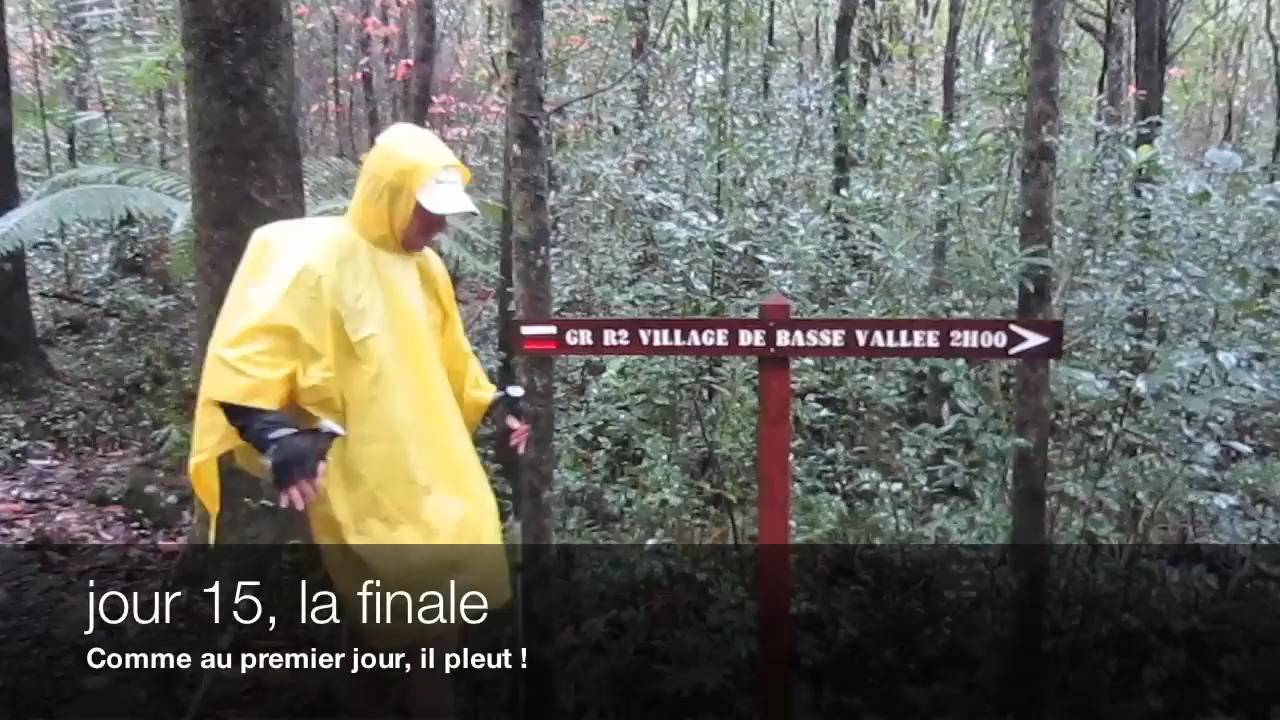 GR R2 VILLAGE DE BASSE VALLEE 2H00
jour 15, la finale
Comme au premier jour, il pleut !